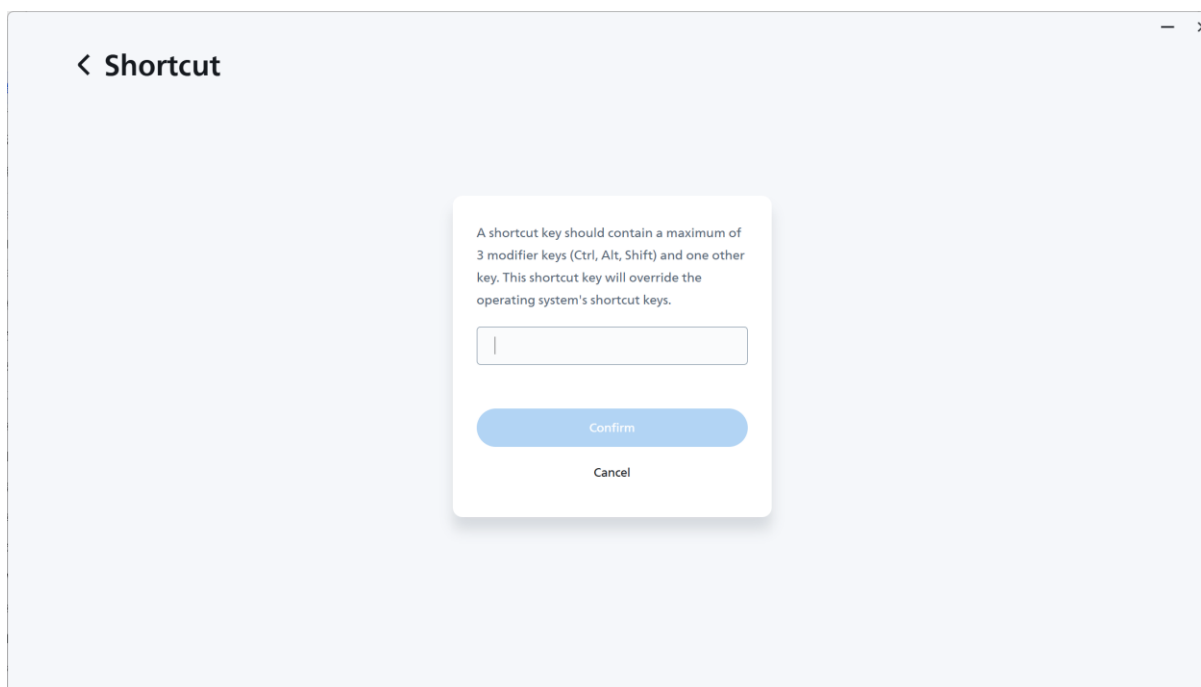 Shortcut
A shortcut key should contain a maximum of
3 modifier keys (Ctrl, Alt, Shift) and one other
key. This shortcut key will override the
operating system's shortcut keys.
Confirm
Cancel